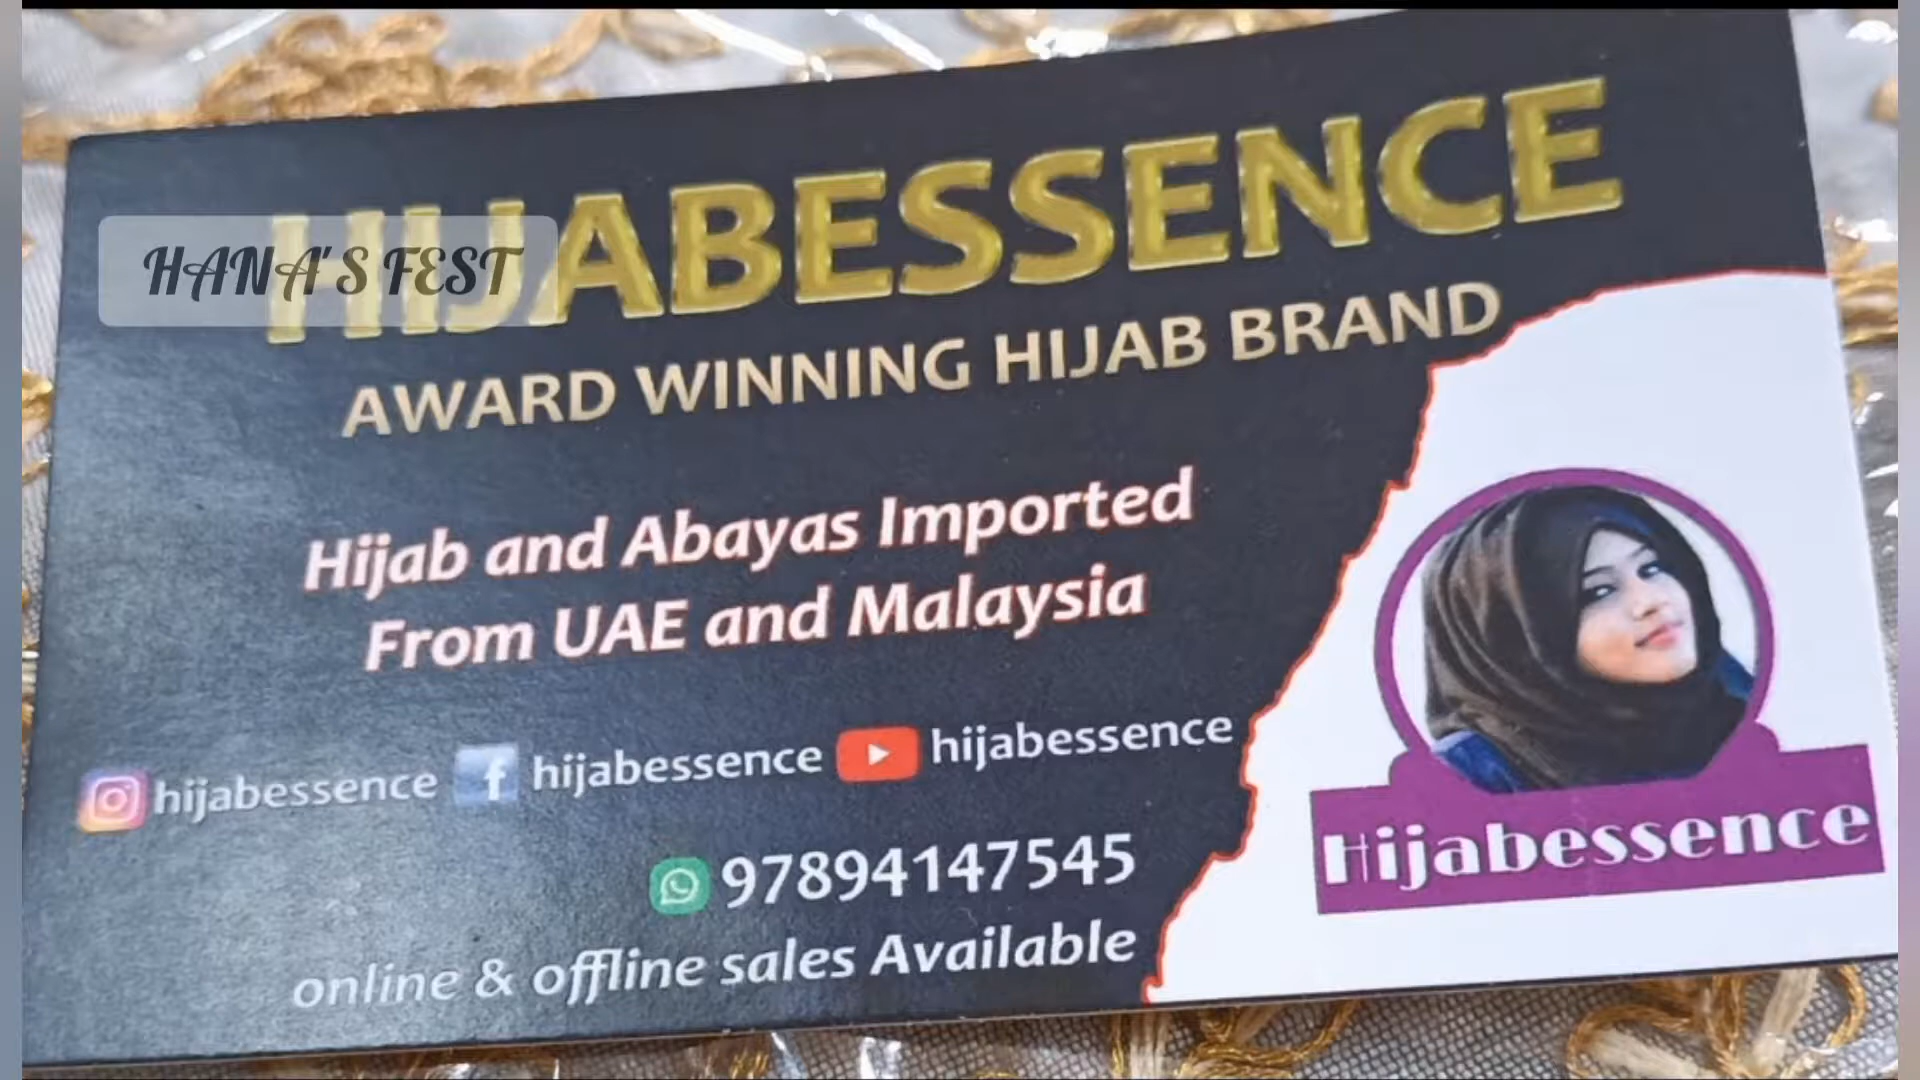 HIJABESSENCE
HANA'S FEST
AWARD WINNING HIJAB BRAND
Hijab and Abayas Imported
From UAE and Malaysia
hijabessence hijabessence hijabessence
97894147545
online & offline sales Available
Hijabessence